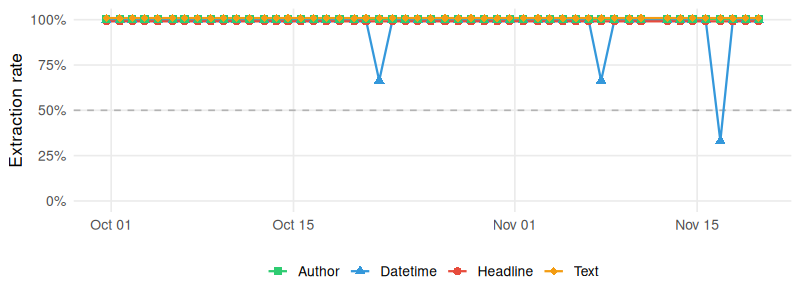 100%
75%
50%
25%
0%
Extraction rate
Oct 01 Oct 15 Nov 01 Nov 15
Author Datetime Headline Text